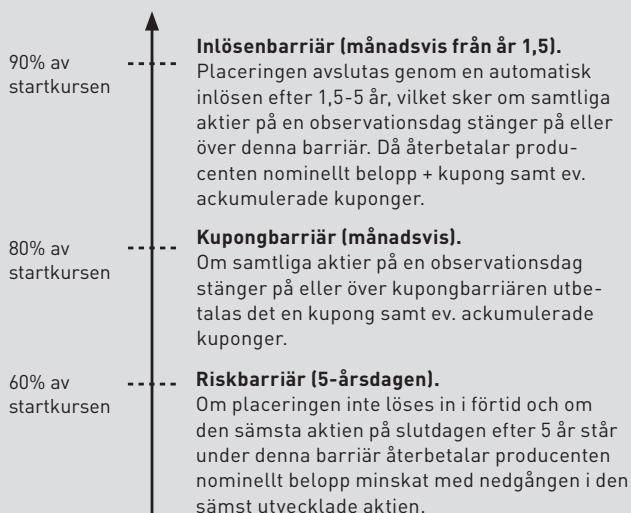 90% av
startkursen
Inlösenbarriär (månadsvis från år 1,5).
Placeringen avslutas genom en automatisk
inlösen efter 1,5-5 år, vilket sker om samtliga
aktier på en observationsdag stänger på eller
över denna barriär. Då återbetalar produ-
centen nominellt belopp + kupong samt ev.
ackumulerade kuponger.
80% av
startkursen
Kupongbarriär (månadsvis).
Om samtliga aktier på en observationsdag
stänger på eller över kupongbarriären utbe-
talas det en kupong samt ev. ackumulerade
kuponger.
60% av
startkursen
Riskbarriär (5-årsdagen).
Om placeringen inte löses in i förtid och om
den sämsta aktien på slutdagen efter 5 år står
under denna barriär återbetalar producenten
nominellt belopp minskat med nedgången i den
sämst utvecklade aktien.